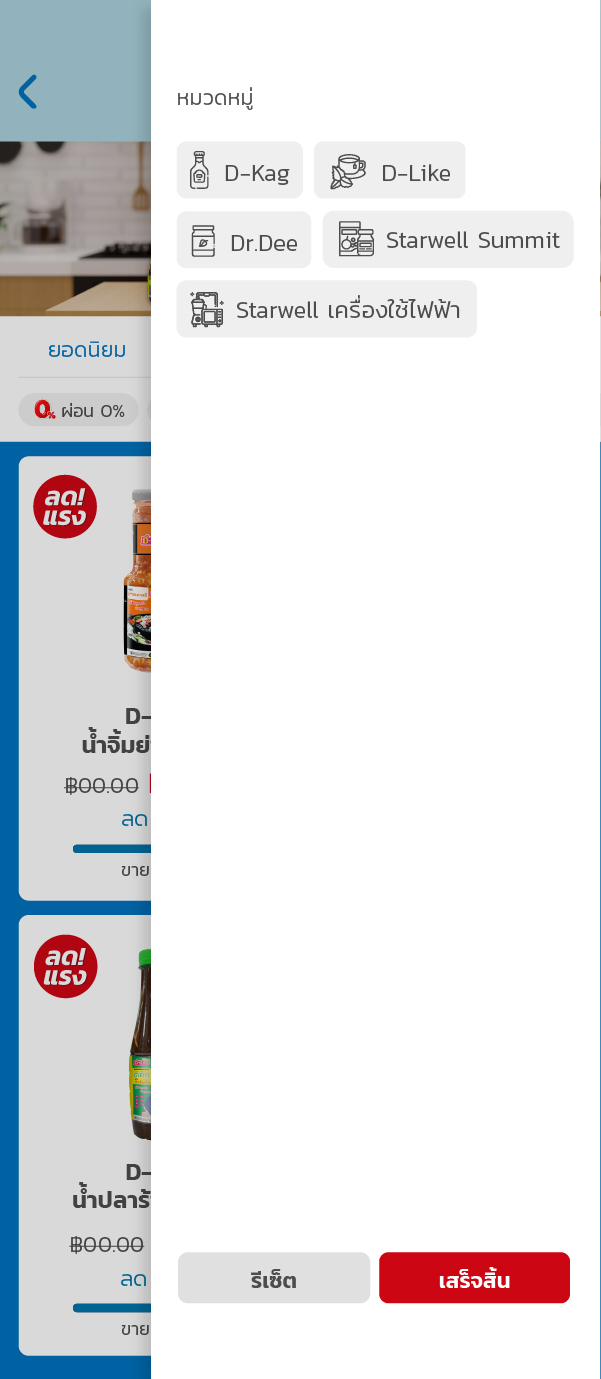 หมวดหมู่
D-Kag
D-Like
Dr.Dee
Starwell Summit
Starwell เครื่องใช้ไฟฟ้า
ยอดนิยม
0% ผ่อน 0%
ลด!
แรง
D-
น้ำจิ้มย่
฿00.00
ลด
ขาย
ลด!
แรง
D-
น้ำปลาร้
฿00.00
ลด
ขาย
รีเซ็ต
เสร็จสิ้น